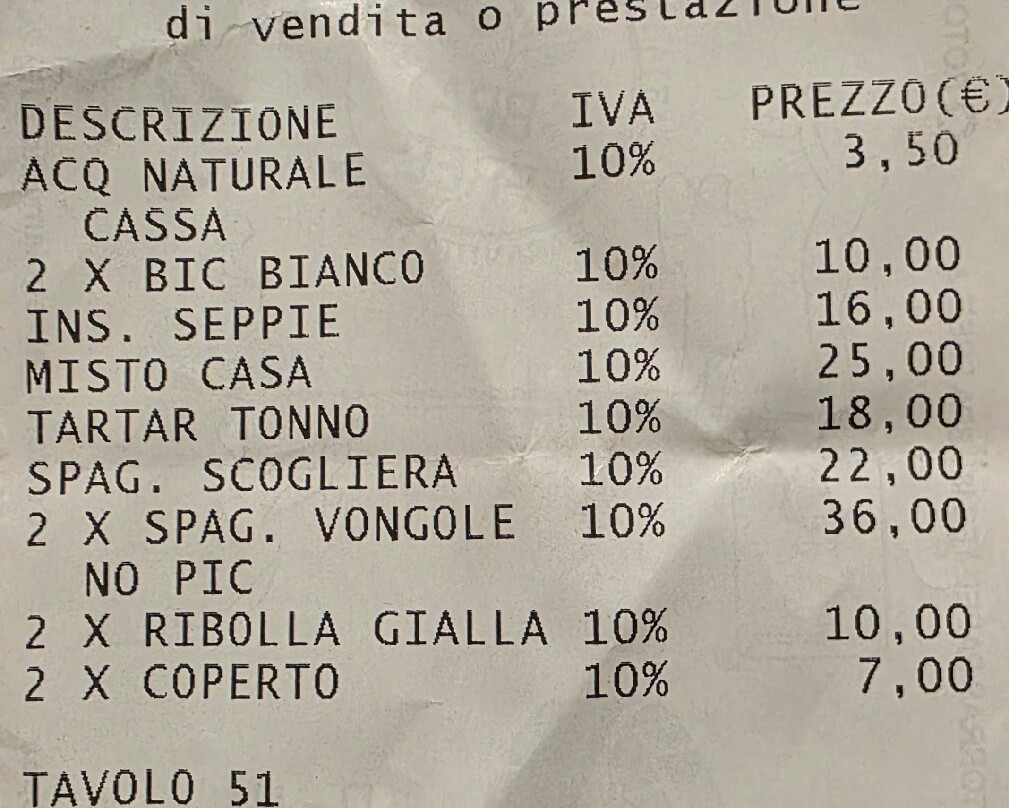 di vendita o prestazione
DESCRIZIONE IVA PREZZO(€)
ACQ NATURALE 10% 3,50
CASSA
2 X BIC BIANCO 10% 10,00
INS. SEPPIE 10% 16,00
MISTO CASA 10% 25,00
TARTAR TONNO 10% 18,00
SPAG. SCOGLIERA 10% 22,00
2 X SPAG. VONGOLE 10% 36,00
NO PIC
2 X RIBOLLA GIALLA 10% 10,00
2 X COPERTO 10% 7,00
TAVOLO 51